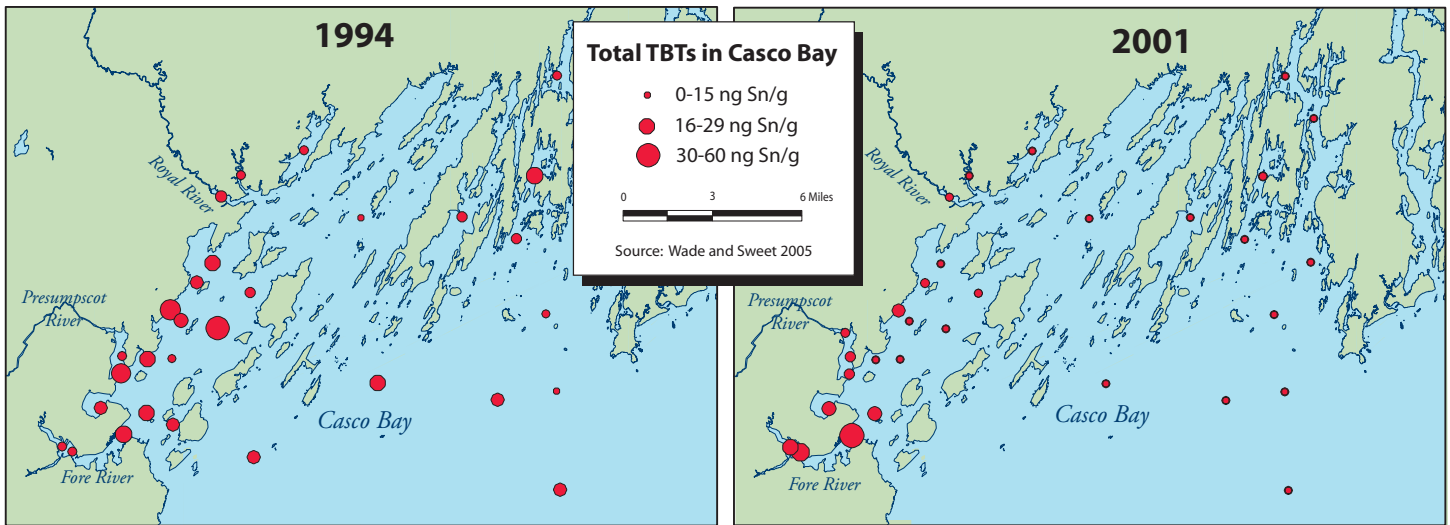 1994
Royal River
Presumpscot
River
Casco Bay
Fore River
Total TBTs in Casco Bay
0-15 ng Sn/g
16-29 ng Sn/g
30-60 ng Sn/g
0 3 6 Miles
Source: Wade and Sweet 2005
2001
Royal River
Presumpscot
River
Casco Bay
Fore River